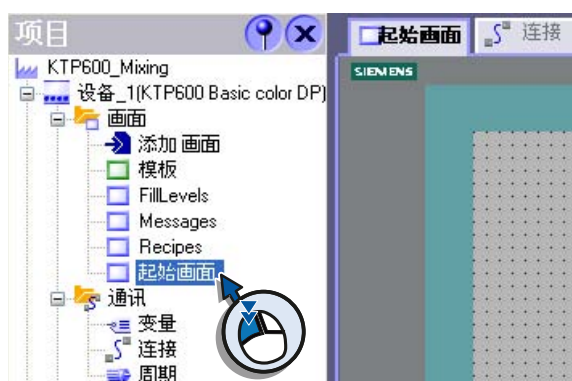 项目
KTP600_Mixing
设备_1(KTP600 Basic color DP)
画面
添加 画面
模板
FillLevels
Messages
Recipes
起始画面
通讯
变量
连接
周期
起始画面
连接
SIEMENS